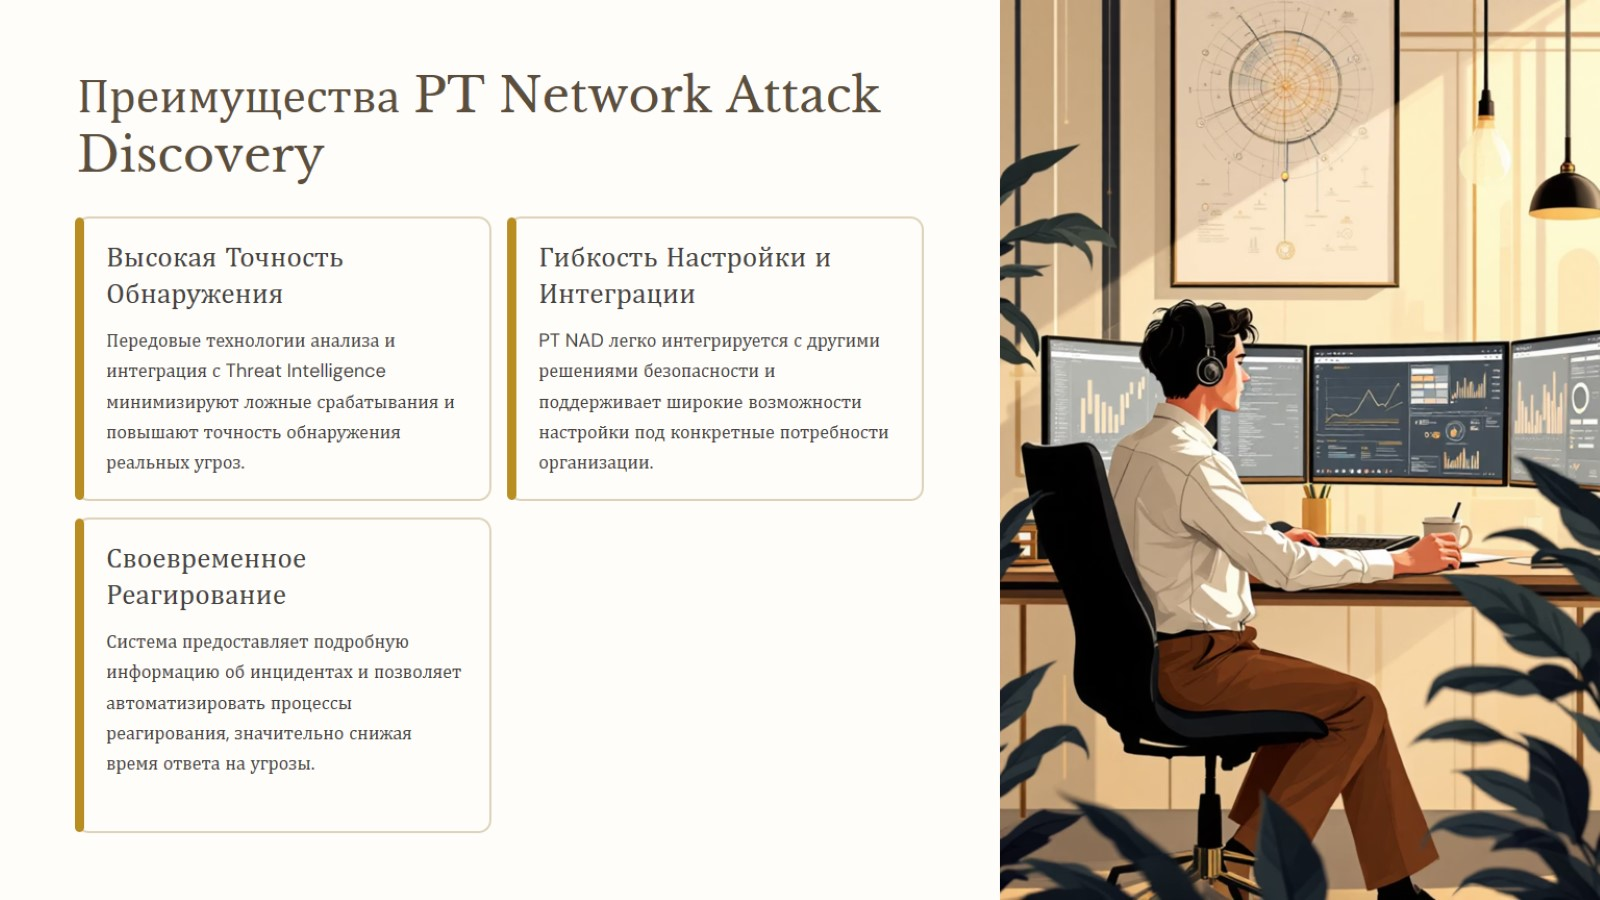 Преимущества PT Network Attack
Discovery
Высокая Точность
Обнаружения
Передовые технологии анализа и
интеграция с Threat Intelligence
минимизируют ложные срабатывания и
повышают точность обнаружения
реальных угроз.
Гибкость Настройки и
Интеграции
PT NAD легко интегрируется с другими
решениями безопасности и
поддерживает широкие возможности
настройки под конкретные потребности
организации.
Своевременное
Реагирование
Система предоставляет подробную
информацию об инцидентах и позволяет
автоматизировать процессы
реагирования, значительно снижая
время ответа на угрозы.